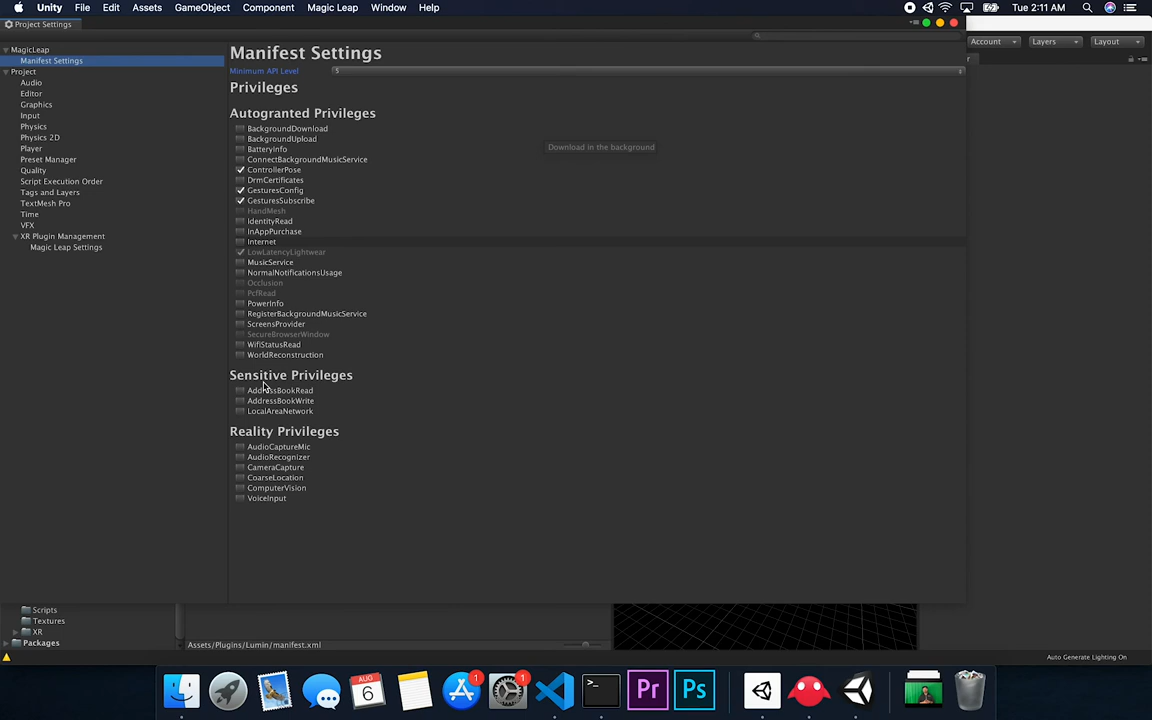 Unity File Edit Assets GameObject Component Magic Leap Window Help Tue 2:11 AM
Project Settings
Account Layers Layout
MagicLeap
Manifest Settings
Project
Audio
Editor
Graphics
Input
Physics
Physics 2D
Player
Preset Manager
Quality
Script Execution Order
Tags and Layers
TextMesh Pro
Time
VFX
XR Plugin Management
Magic Leap Settings
Manifest Settings
Minimum API Level 5
Privileges
Autogranted Privileges
BackgroundDownload
BackgroundUpload
BatteryInfo
ConnectBackgroundMusicService
ControllerPose
DrmCertificates
GesturesConfig
GesturesSubscribe
HandMesh
IdentityRead
InAppPurchase
Internet
LowLatencyLightwear
MusicService
NormalNotificationsUsage
Occlusion
PcfRead
PowerInfo
RegisterBackgroundMusicService
ScreensProvider
SecureBrowserWindow
WifiStatusRead
WorldReconstruction
Download in the background
Sensitive Privileges
AddressBookRead
AddressBookWrite
LocalAreaNetwork
Reality Privileges
AudioCaptureMic
AudioRecognizer
CameraCapture
CoarseLocation
ComputerVision
VoiceInput
Scripts
Textures
XR
Packages
Assets/Plugins/Lumin/manifest.xml
Auto Generate Lighting On
AUG
6
1
1
Pr
Ps